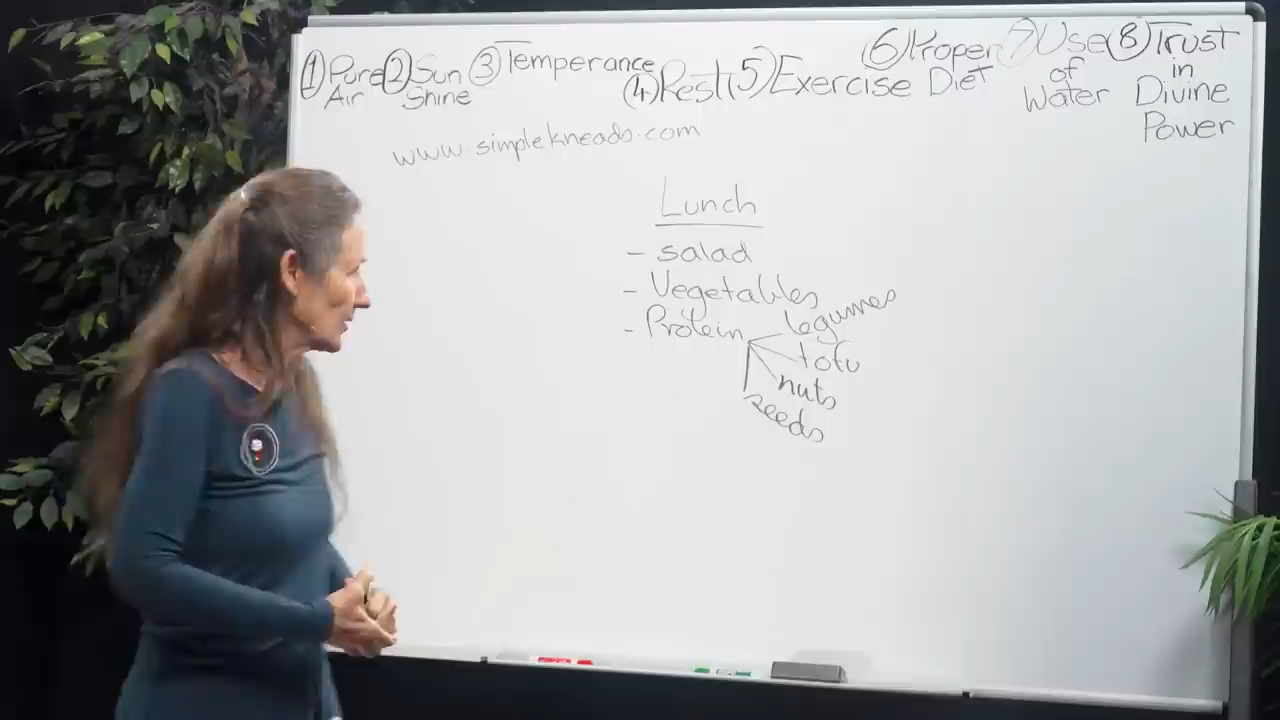 ① Pure Air
② Sun Shine
③ Temperance
(4) Rest
(5) Exercise
⑥ Proper Diet
⑦ Use of Water
⑧ Trust in Divine Power
www.simplekneads.com
Lunch
- salad
- Vegetables
- Protein
legumes
tofu
nuts
seeds